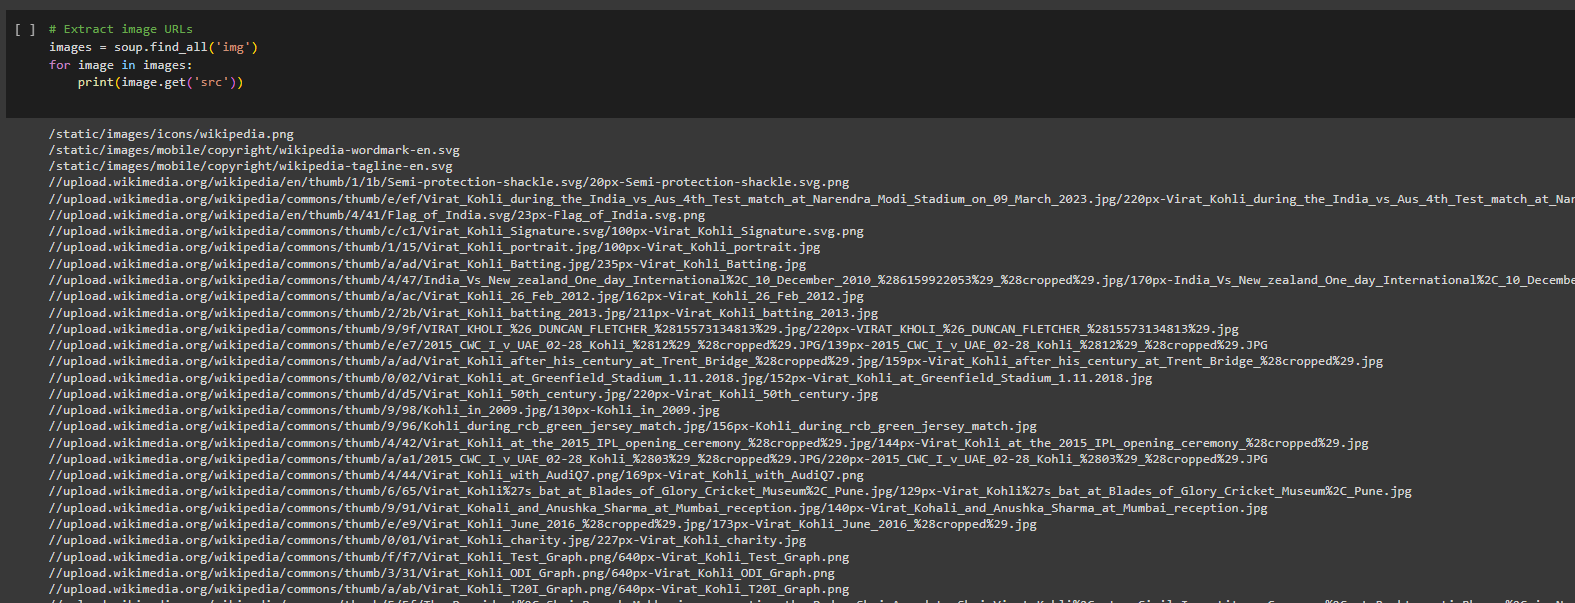 [ ] # Extract image URLs
images = soup.find_all('img')
for image in images:
    print(image.get('src'))
/static/images/icons/wikipedia.png
/static/images/mobile/copyright/wikipedia-wordmark-en.svg
/static/images/mobile/copyright/wikipedia-tagline-en.svg
//upload.wikimedia.org/wikipedia/en/thumb/1/1b/Semi-protection-shackle.svg/20px-Semi-protection-shackle.svg.png
//upload.wikimedia.org/wikipedia/commons/thumb/e/ef/Virat_Kohli_during_the_India_vs_Aus_4th_Test_match_at_Narendra_Modi_Stadium_on_09_March_2023.jpg/220px-Virat_Kohli_during_the_India_vs_Aus_4th_Test_match_at_Nar
//upload.wikimedia.org/wikipedia/en/thumb/4/41/Flag_of_India.svg/23px-Flag_of_India.svg.png
//upload.wikimedia.org/wikipedia/commons/thumb/c/c1/Virat_Kohli_Signature.svg/100px-Virat_Kohli_Signature.svg.png
//upload.wikimedia.org/wikipedia/commons/thumb/1/15/Virat_Kohli_portrait.jpg/100px-Virat_Kohli_portrait.jpg
//upload.wikimedia.org/wikipedia/commons/thumb/a/ad/Virat_Kohli_Batting.jpg/235px-Virat_Kohli_Batting.jpg
//upload.wikimedia.org/wikipedia/commons/thumb/4/47/India_Vs_New_zealand_One_day_International%2C_10_December_2010_%286159922053%29_%28cropped%29.jpg/170px-India_Vs_New_zealand_One_day_International%2C_10_Decembe
//upload.wikimedia.org/wikipedia/commons/thumb/a/ac/Virat_Kohli_26_Feb_2012.jpg/162px-Virat_Kohli_26_Feb_2012.jpg
//upload.wikimedia.org/wikipedia/commons/thumb/2/2b/Virat_Kohli_batting_2013.jpg/211px-Virat_Kohli_batting_2013.jpg
//upload.wikimedia.org/wikipedia/commons/thumb/9/9f/VIRAT_KHOLI_%26_DUNCAN_FLETCHER_%2815573134813%29.jpg/220px-VIRAT_KHOLI_%26_DUNCAN_FLETCHER_%2815573134813%29.jpg
//upload.wikimedia.org/wikipedia/commons/thumb/e/e7/2015_CWC_I_v_UAE_02-28_Kohli_%2812%29_%28cropped%29.JPG/139px-2015_CWC_I_v_UAE_02-28_Kohli_%2812%29_%28cropped%29.JPG
//upload.wikimedia.org/wikipedia/commons/thumb/a/ad/Virat_Kohli_after_his_century_at_Trent_Bridge_%28cropped%29.jpg/159px-Virat_Kohli_after_his_century_at_Trent_Bridge_%28cropped%29.jpg
//upload.wikimedia.org/wikipedia/commons/thumb/0/02/Virat_Kohli_at_Greenfield_Stadium_1.11.2018.jpg/152px-Virat_Kohli_at_Greenfield_Stadium_1.11.2018.jpg
//upload.wikimedia.org/wikipedia/commons/thumb/d/d5/Virat_Kohli_50th_century.jpg/220px-Virat_Kohli_50th_century.jpg
//upload.wikimedia.org/wikipedia/commons/thumb/9/98/Kohli_in_2009.jpg/130px-Kohli_in_2009.jpg
//upload.wikimedia.org/wikipedia/commons/thumb/9/96/Kohli_during_rcb_green_jersey_match.jpg/156px-Kohli_during_rcb_green_jersey_match.jpg
//upload.wikimedia.org/wikipedia/commons/thumb/4/42/Virat_Kohli_at_the_2015_IPL_opening_ceremony_%28cropped%29.jpg/144px-Virat_Kohli_at_the_2015_IPL_opening_ceremony_%28cropped%29.jpg
//upload.wikimedia.org/wikipedia/commons/thumb/a/a1/2015_CWC_I_v_UAE_02-28_Kohli_%2803%29_%28cropped%29.JPG/220px-2015_CWC_I_v_UAE_02-28_Kohli_%2803%29_%28cropped%29.JPG
//upload.wikimedia.org/wikipedia/commons/thumb/4/44/Virat_Kohli_with_AudiQ7.png/169px-Virat_Kohli_with_AudiQ7.png
//upload.wikimedia.org/wikipedia/commons/thumb/6/65/Virat_Kohli%27s_bat_at_Blades_of_Glory_Cricket_Museum%2C_Pune.jpg/129px-Virat_Kohli%27s_bat_at_Blades_of_Glory_Cricket_Museum%2C_Pune.jpg
//upload.wikimedia.org/wikipedia/commons/thumb/9/91/Virat_Kohali_and_Anushka_Sharma_at_Mumbai_reception.jpg/140px-Virat_Kohali_and_Anushka_Sharma_at_Mumbai_reception.jpg
//upload.wikimedia.org/wikipedia/commons/thumb/e/e9/Virat_Kohli_June_2016_%28cropped%29.jpg/173px-Virat_Kohli_June_2016_%28cropped%29.jpg
//upload.wikimedia.org/wikipedia/commons/thumb/0/01/Virat_Kohli_charity.jpg/227px-Virat_Kohli_charity.jpg
//upload.wikimedia.org/wikipedia/commons/thumb/f/f7/Virat_Kohli_Test_Graph.png/640px-Virat_Kohli_Test_Graph.png
//upload.wikimedia.org/wikipedia/commons/thumb/3/31/Virat_Kohli_ODI_Graph.png/640px-Virat_Kohli_ODI_Graph.png
//upload.wikimedia.org/wikipedia/commons/thumb/a/ab/Virat_Kohli_T20I_Graph.png/640px-Virat_Kohli_T20I_Graph.png